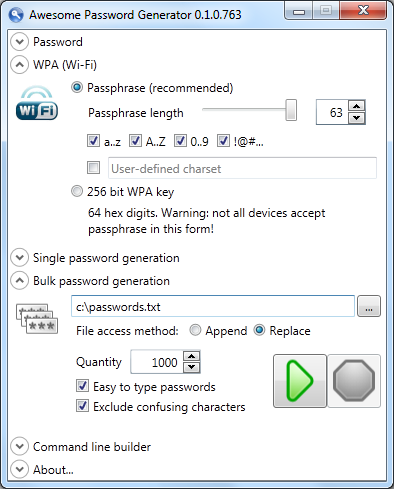 Awesome Password Generator 0.1.0.763
Password
WPA (Wi-Fi)
Wi Fi
Passphrase (recommended)
Passphrase length
63
a..z A..Z 0..9 !@#...
User-defined charset
256 bit WPA key
64 hex digits. Warning: not all devices accept
passphrase in this form!
Single password generation
Bulk password generation
c:\passwords.txt
...
***
File access method: Append Replace
Quantity 1000
Easy to type passwords
Exclude confusing characters
Command line builder
About...